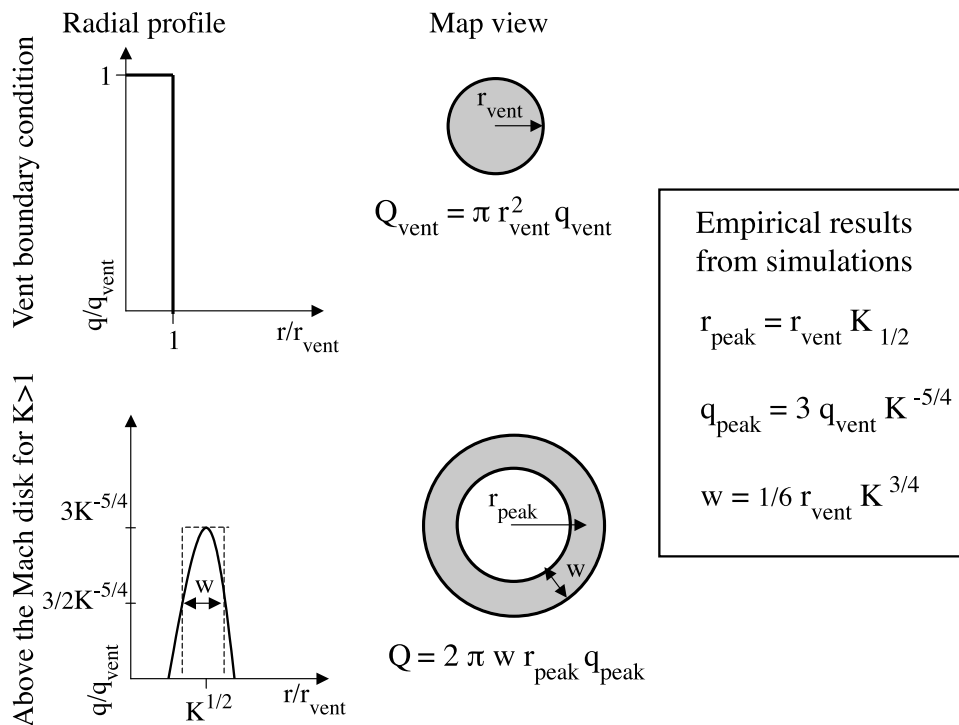 Radial profile
Map view
Vent boundary condition
1
q/q_vent
1
r/r_vent
r_vent
Q_vent = π r²_vent q_vent
Empirical results
from simulations
r_peak = r_vent K _1/2
q_peak = 3 q_vent K ^-5/4
w = 1/6 r_vent K ^3/4
Above the Mach disk for K>1
3K^-5/4
3/2K^-5/4
w
q/q_vent
K^1/2
r/r_vent
r_peak
w
Q = 2 π w r_peak q_peak